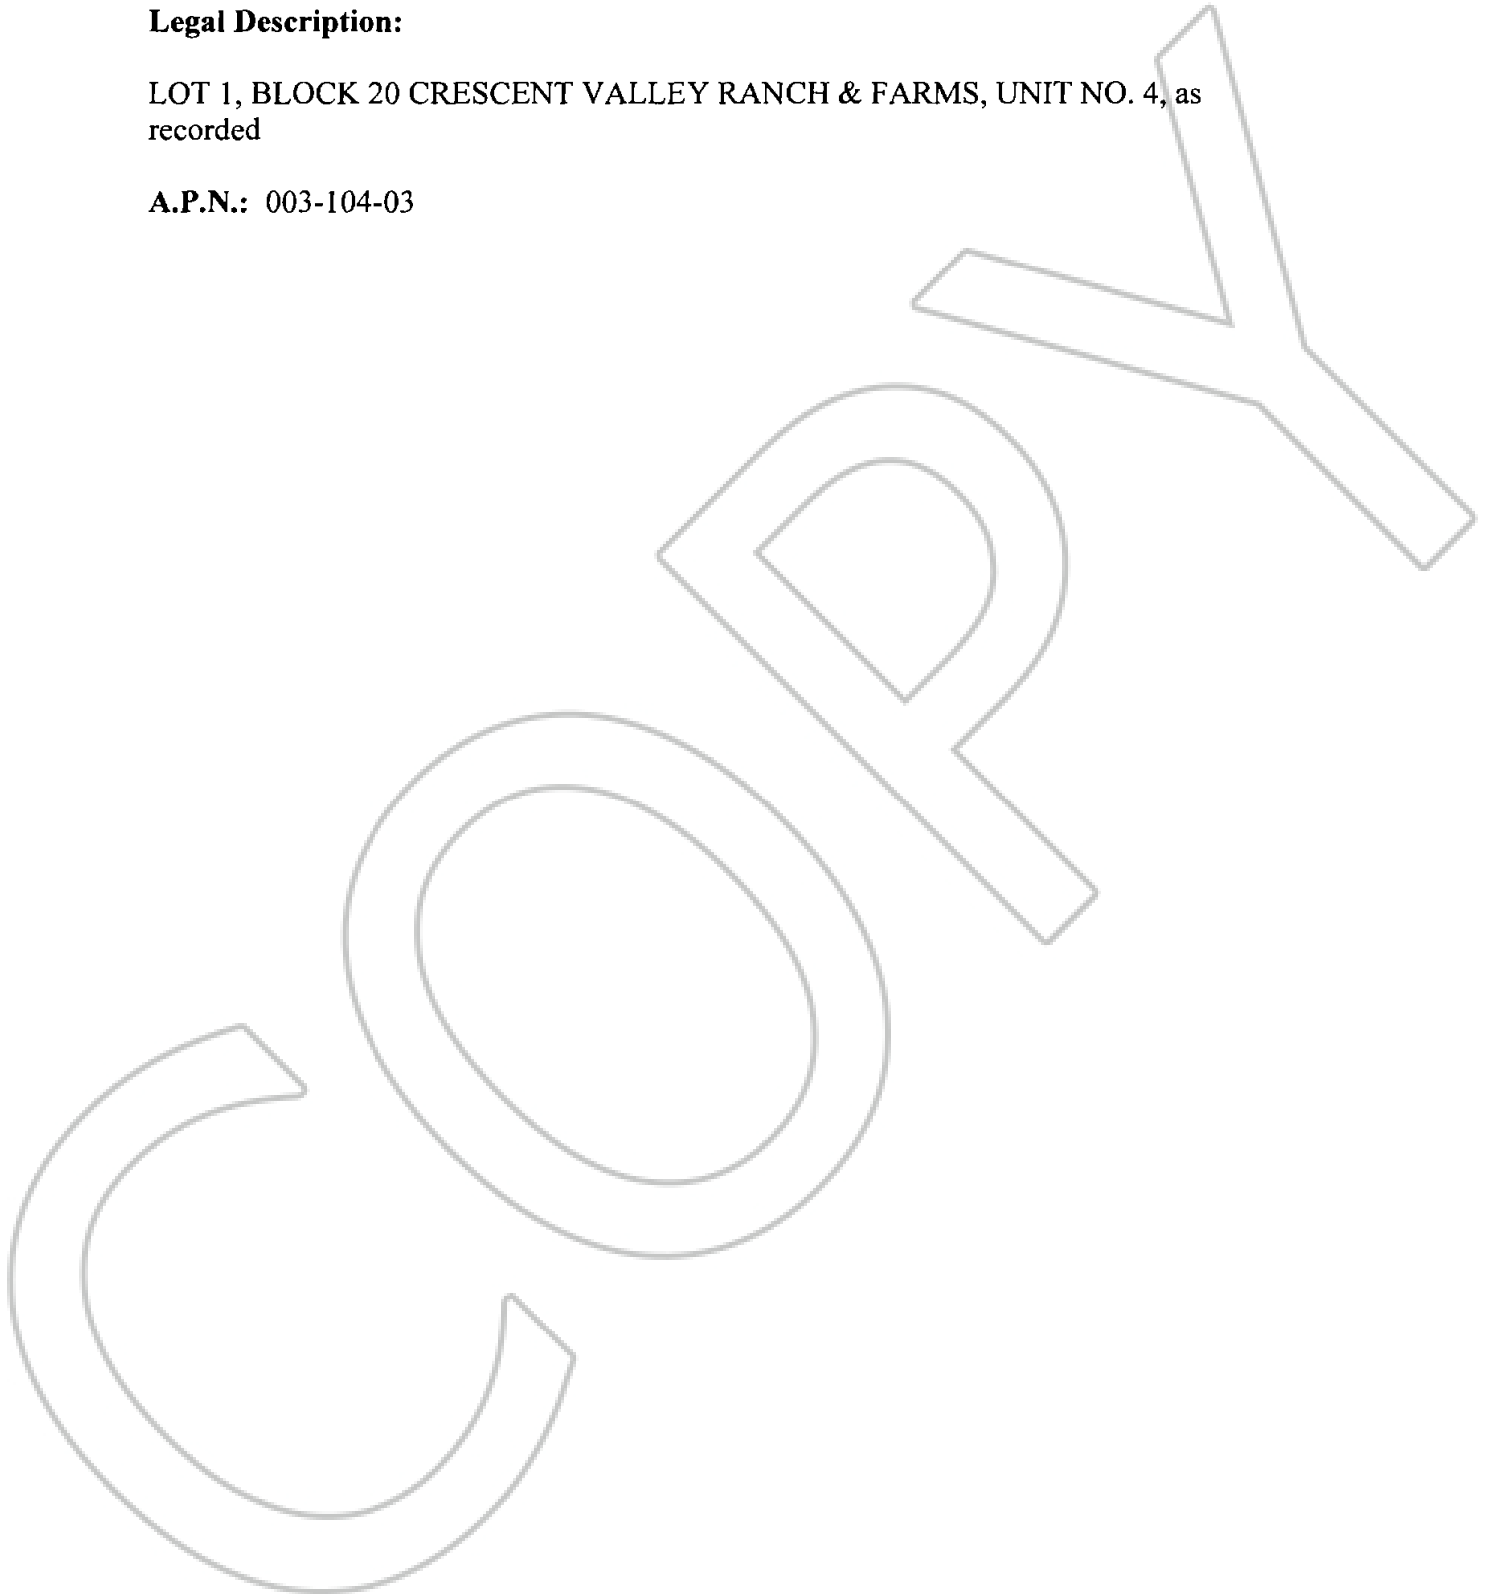 Legal Description:
LOT 1, BLOCK 20 CRESCENT VALLEY RANCH & FARMS, UNIT NO. 4, as
recorded
A.P.N.: 003-104-03
COPY